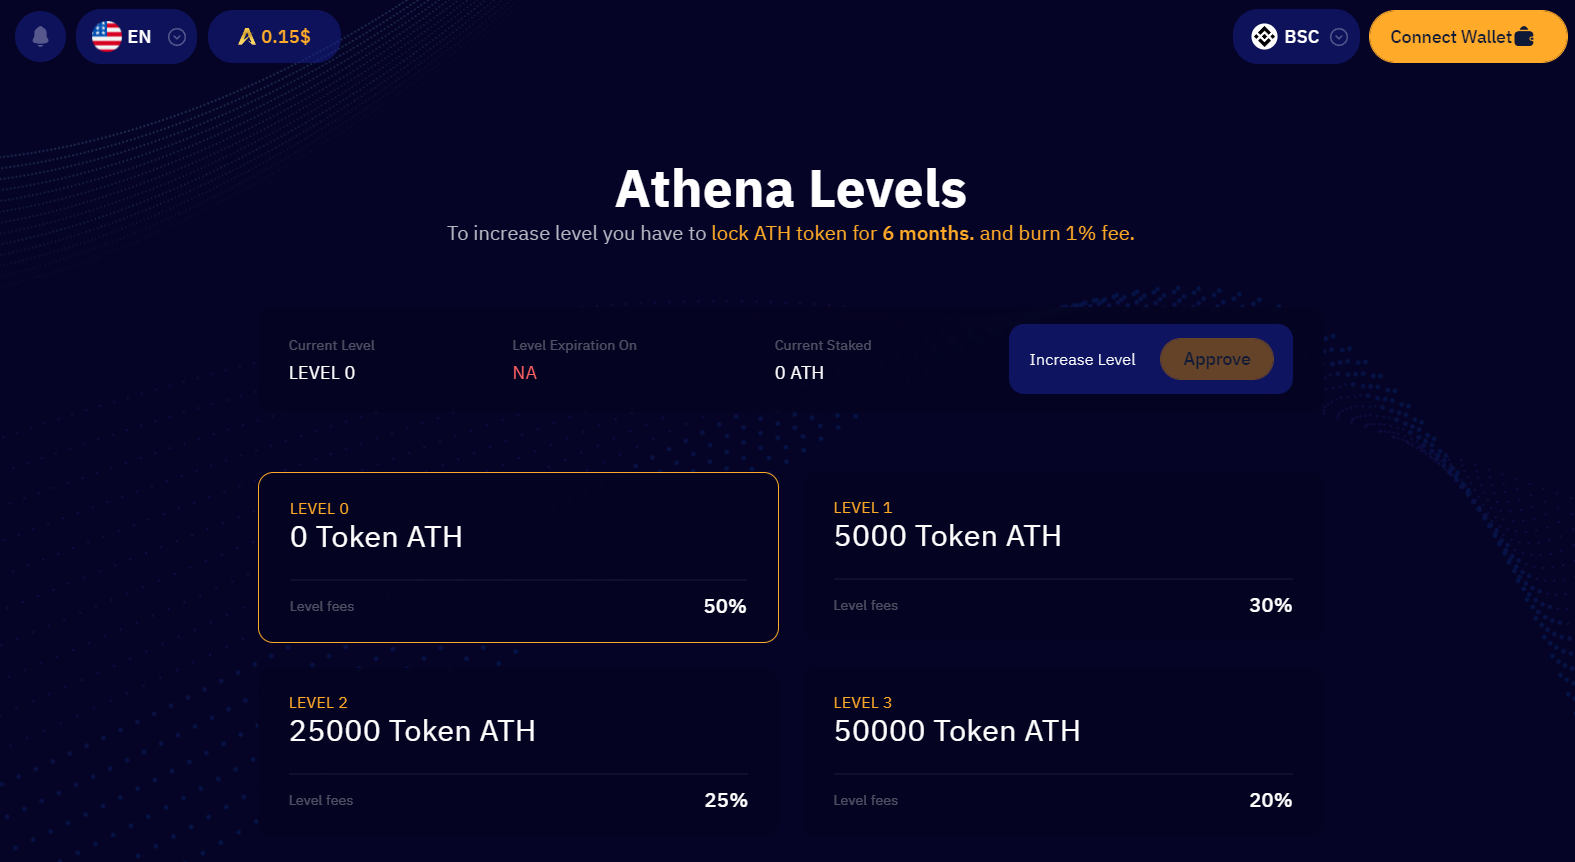 EN
0.15$
BSC
Connect Wallet
Athena Levels
To increase level you have to lock ATH token for 6 months. and burn 1% fee.
Current Level
LEVEL 0
Level Expiration On
NA
Current Staked
0 ATH
Increase Level
Approve
LEVEL 0
0 Token ATH
Level fees
50%
LEVEL 1
5000 Token ATH
Level fees
30%
LEVEL 2
25000 Token ATH
Level fees
25%
LEVEL 3
50000 Token ATH
Level fees
20%